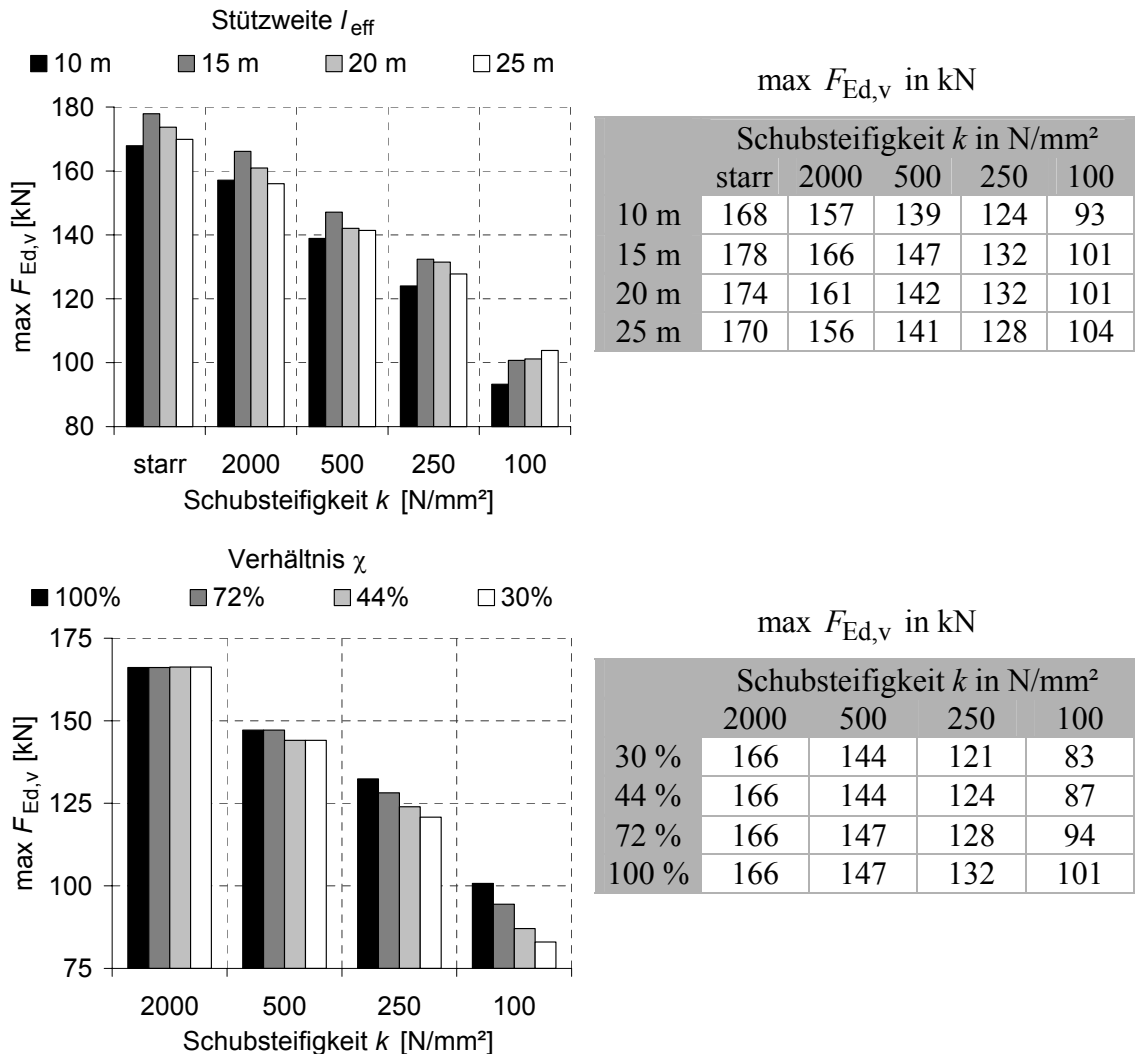 Stützweite l eff
10 m 15 m 20 m 25 m
max F Ed,v [kN]
180
160
140
120
100
80
starr 2000 500 250 100
Schubsteifigkeit k [N/mm²]
max F Ed,v in kN
Schubsteifigkeit k in N/mm²
starr 2000 500 250 100
10 m 168 157 139 124 93
15 m 178 166 147 132 101
20 m 174 161 142 132 101
25 m 170 156 141 128 104
Verhältnis χ
100% 72% 44% 30%
max F Ed,v [kN]
175
150
125
100
75
2000 500 250 100
Schubsteifigkeit k [N/mm²]
max F Ed,v in kN
Schubsteifigkeit k in N/mm²
2000 500 250 100
30 % 166 144 121 83
44 % 166 144 124 87
72 % 166 147 128 94
100 % 166 147 132 101